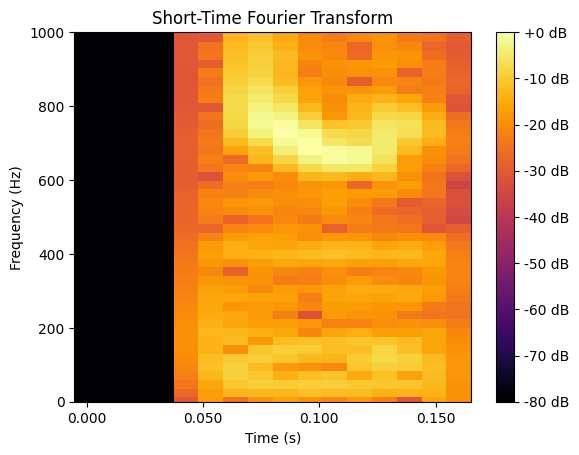 Short-Time Fourier Transform
1000
800
600
400
200
0
Frequency (Hz)
0.000
0.050
0.100
0.150
Time (s)
+0 dB
-10 dB
-20 dB
-30 dB
-40 dB
-50 dB
-60 dB
-70 dB
-80 dB